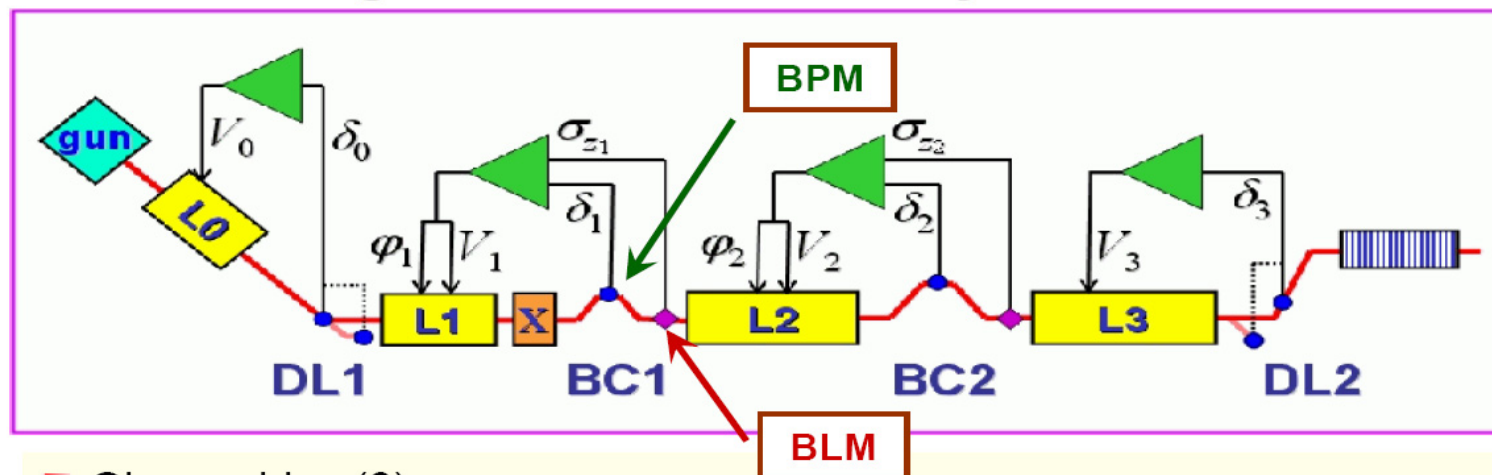 BPM
gun
V₀
δ₀
σz₁
σz₂
L0
φ₁
V₁
δ₁
φ₂
V₂
δ₂
V₃
δ₃
L1
X
L2
L3
DL1
BC1
BC2
DL2
BLM